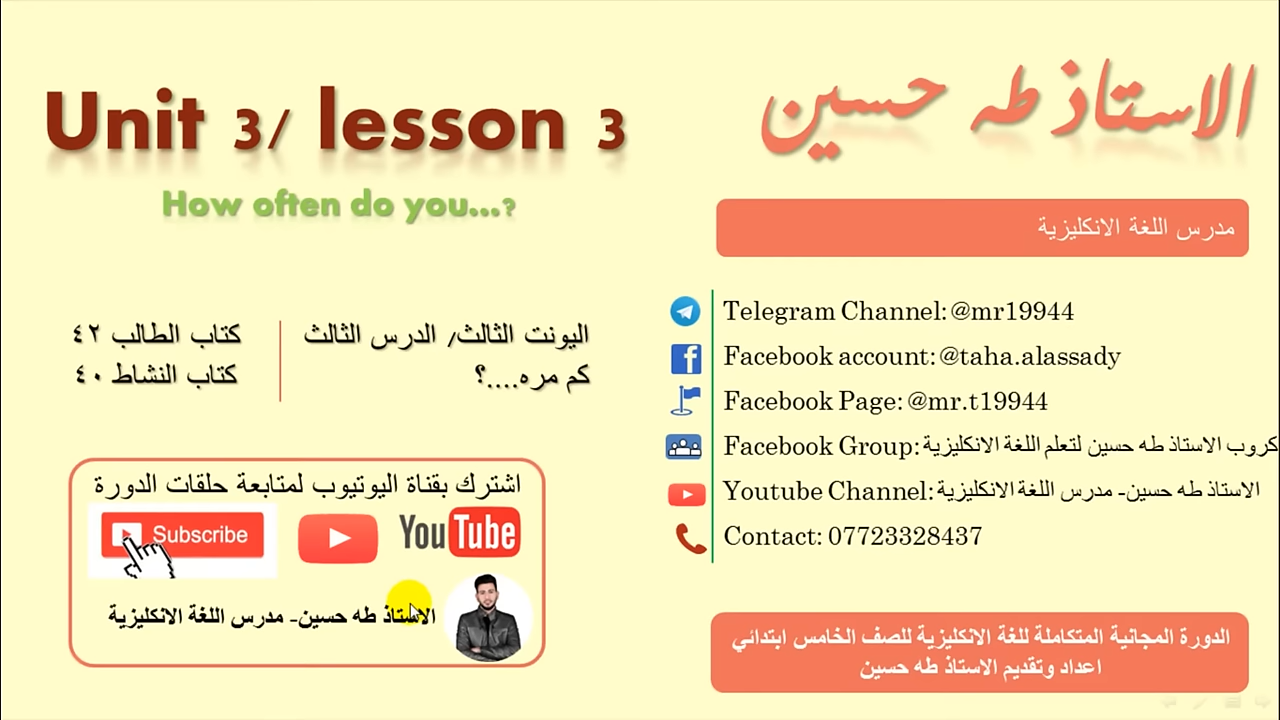 Unit 3/ lesson 3
How often do you...?
اليونت الثالث/ الدرس الثالث
كم مره....؟
كتاب الطالب ٤٢
كتاب النشاط ٤٠
اشترك بقناة اليوتيوب لمتابعة حلقات الدورة
Subscribe
YouTube
الاستاذ طه حسين- مدرس اللغة الانكليزية
الاستاذ طه حسين
مدرس اللغة الانكليزية
Telegram Channel: @mr19944
Facebook account: @taha.alassady
Facebook Page: @mr.t19944
Facebook Group: كروب الاستاذ طه حسين لتعلم اللغة الانكليزية
Youtube Channel: الاستاذ طه حسين- مدرس اللغة الانكليزية
Contact: 07723328437
الدورة المجانية المتكاملة للغة الانكليزية للصف الخامس ابتدائي
اعداد وتقديم الاستاذ طه حسين